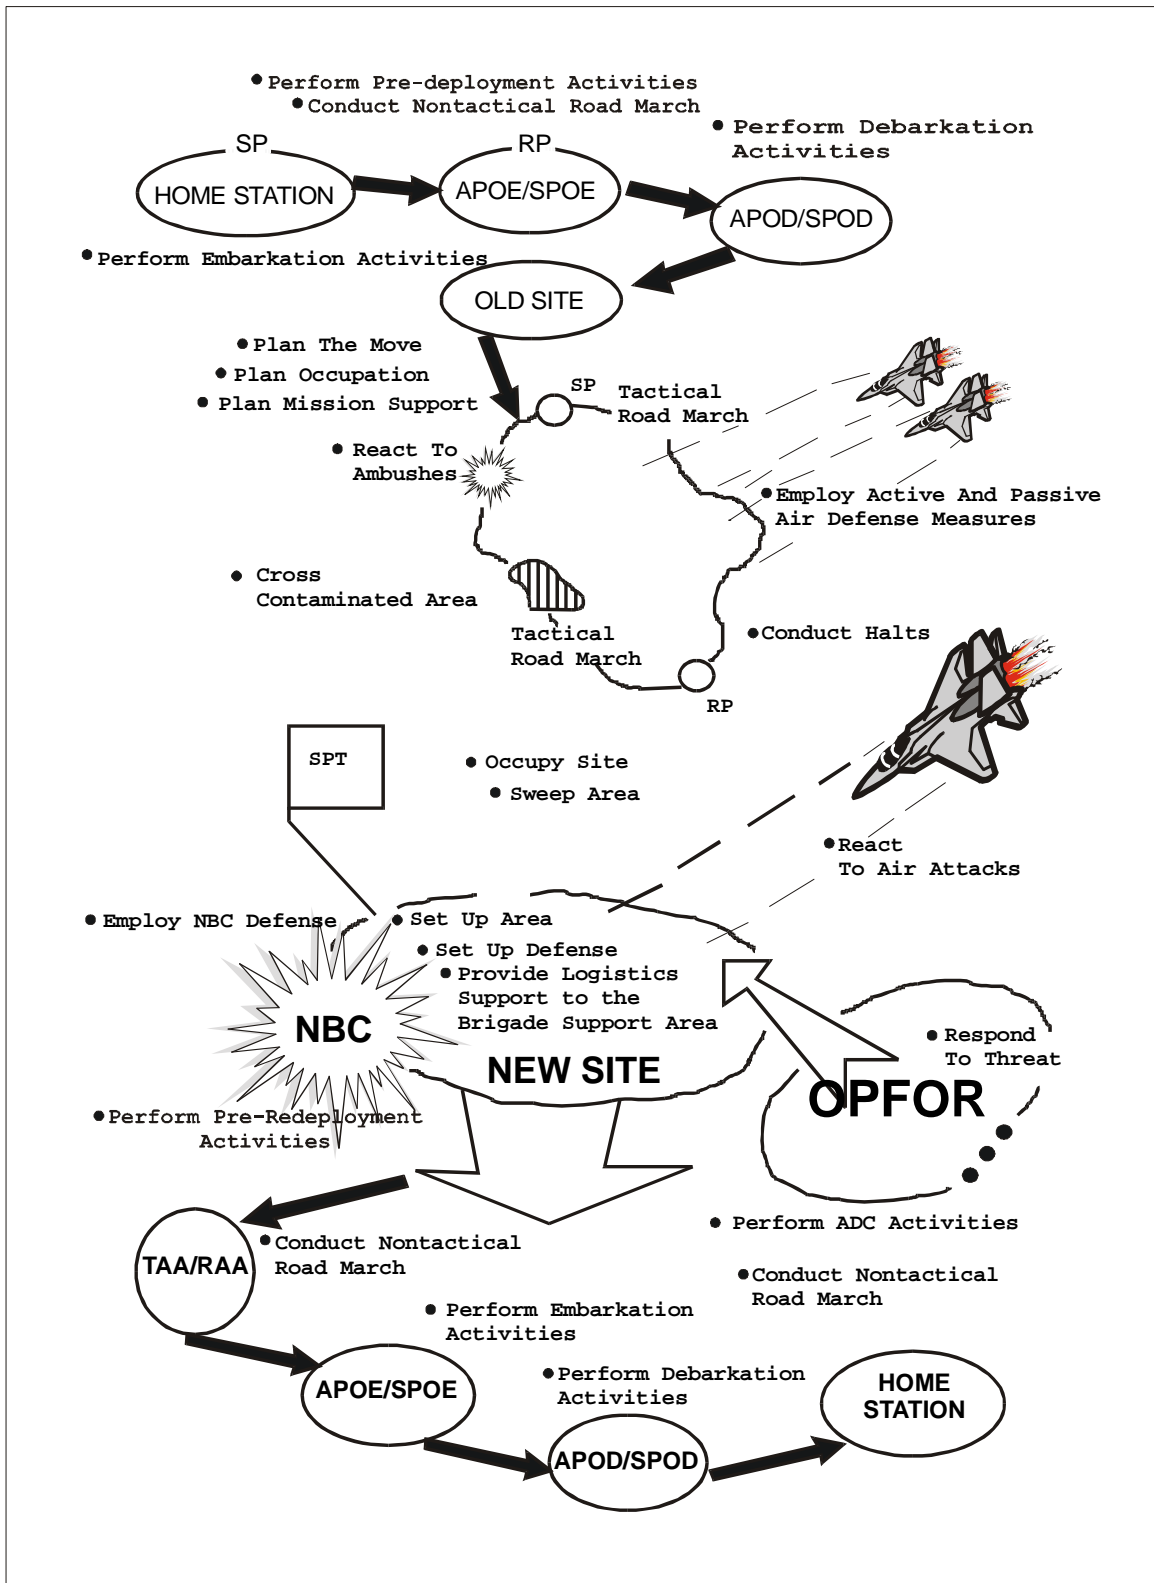 ● Perform Pre-deployment Activities
● Conduct Nontactical Road March
● Perform Debarkation
Activities
SP
RP
HOME STATION
APOE/SPOE
APOD/SPOD
● Perform Embarkation Activities
OLD SITE
● Plan The Move
● Plan Occupation
● Plan Mission Support
SP
Tactical
Road March
● React To
Ambushes
● Employ Active And Passive
Air Defense Measures
● Cross
Contaminated Area
Tactical
Road March
● Conduct Halts
RP
SPT
● Occupy Site
● Sweep Area
● React
To Air Attacks
● Employ NBC Defense
● Set Up Area
● Set Up Defense
● Provide Logistics
Support to the
Brigade Support Area
NBC
NEW SITE
● Respond
To Threat
OPFOR
● Perform Pre-Redeployment
Activities
● Perform ADC Activities
TAA/RAA
● Conduct Nontactical
Road March
● Conduct Nontactical
Road March
● Perform Embarkation
Activities
APOE/SPOE
● Perform Debarkation
Activities
HOME
STATION
APOD/SPOD